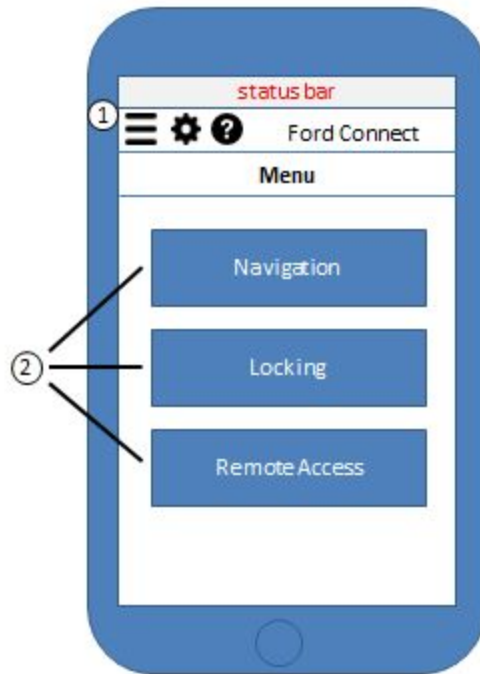 status bar
1
?
Ford Connect
Menu
Navigation
Locking
2
Remote Access